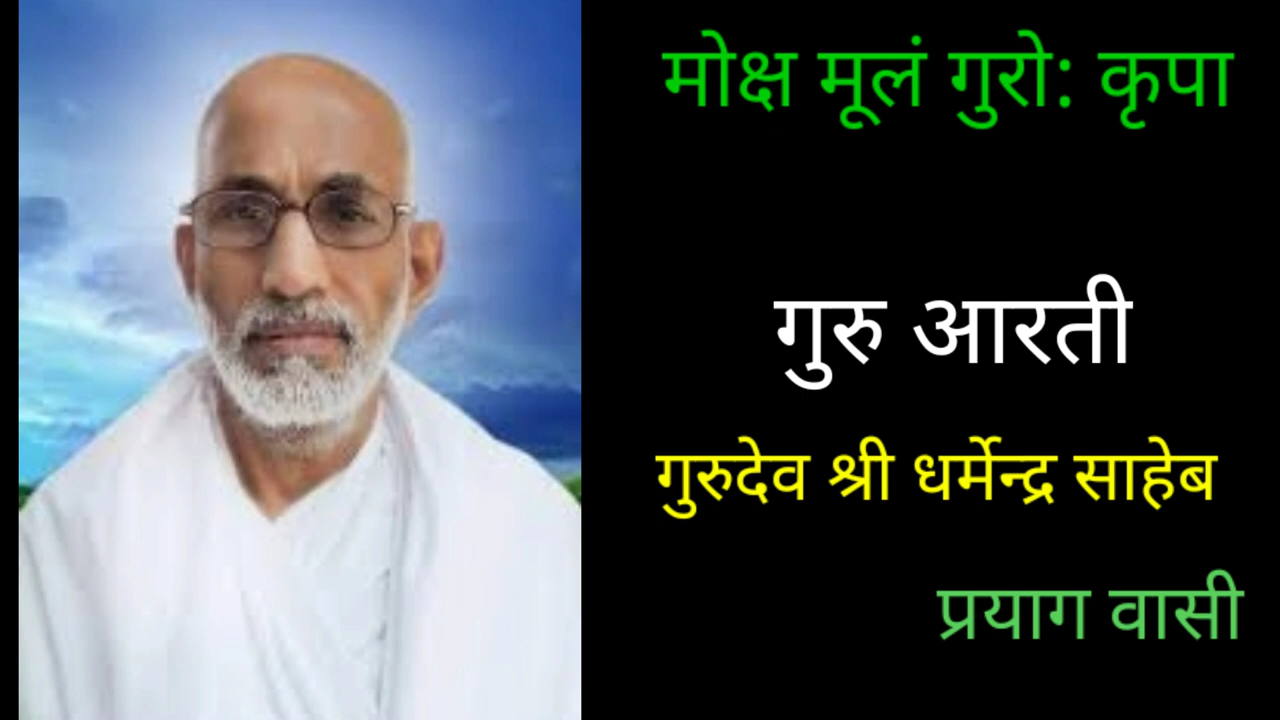 मोक्ष मूलं गुरो: कृपा
गुरु आरती
गुरुदेव श्री धर्मेन्द्र साहेब
प्रयाग वासी